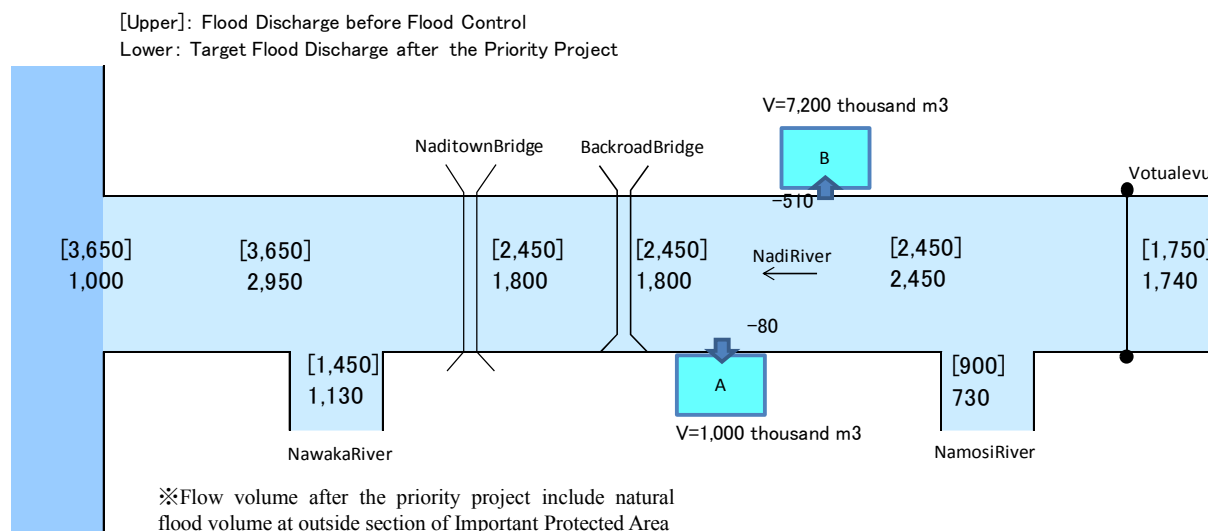 [Upper]: Flood Discharge before Flood Control
Lower: Target Flood Discharge after the Priority Project
V=7,200 thousand m3
NaditownBridge
BackroadBridge
B
Votualevu
-510
[3,650]
1,000
[3,650]
2,950
[2,450]
1,800
[2,450]
1,800
NadiRiver
[2,450]
2,450
[1,750]
1,740
-80
[1,450]
1,130
A
[900]
730
V=1,000 thousand m3
NawakaRiver
NamosiRiver
※Flow volume after the priority project include natural
flood volume at outside section of Important Protected Area